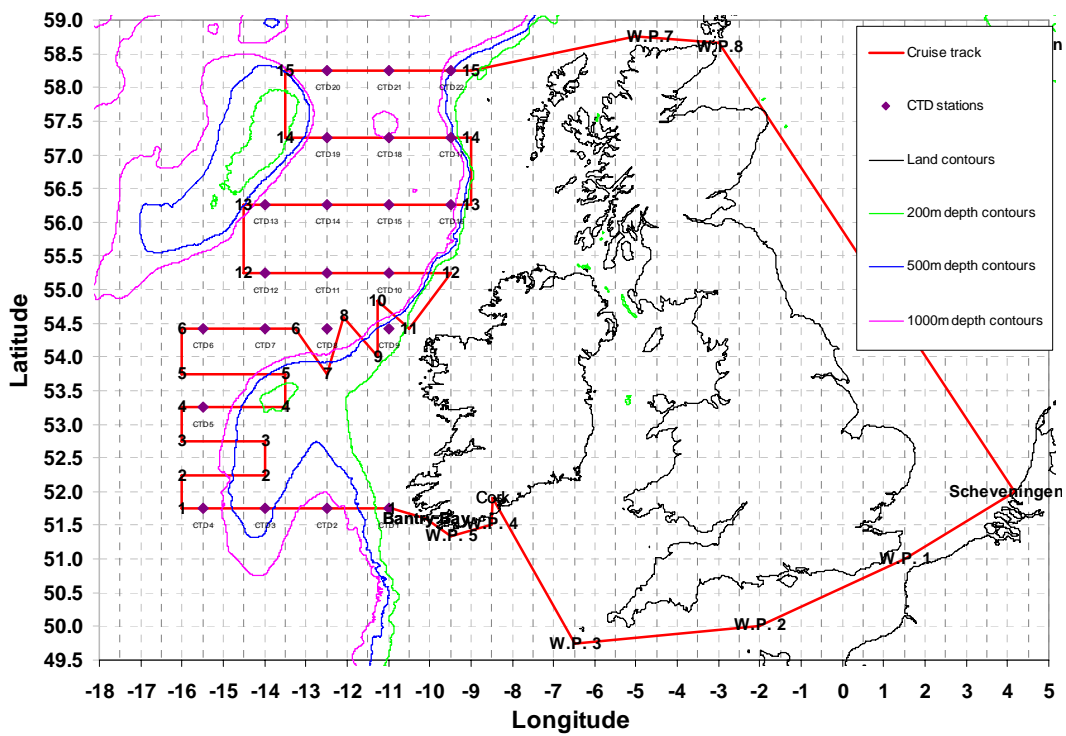 59.0
58.5
58.0
57.5
57.0
56.5
56.0
55.5
55.0
54.5
54.0
53.5
53.0
52.5
52.0
51.5
51.0
50.5
50.0
49.5
Latitude
-18 -17 -16 -15 -14 -13 -12 -11 -10 -9 -8 -7 -6 -5 -4 -3 -2 -1 0 1 2 3 4 5
Longitude
W.P.7
W.P.8
15 15
CTD20 CTD21 CTD22
14 14
CTD19 CTD18 CTD17
13 13
CTD13 CTD14 CTD15 CTD16
12 12
CTD12 CTD11 CTD10
10
8
6 6 11
CTD6 CTD7
9
5 5 7
4 4
CTD5
3 3
2 2
1 1
CTD4 CTD3 CTD2
Cork
Bantry Bay
W.P. 4
W.P. 5
W.P. 3
W.P. 2
W.P. 1
Scheveningen
Cruise track
CTD stations
Land contours
200m depth contours
500m depth contours
1000m depth contours